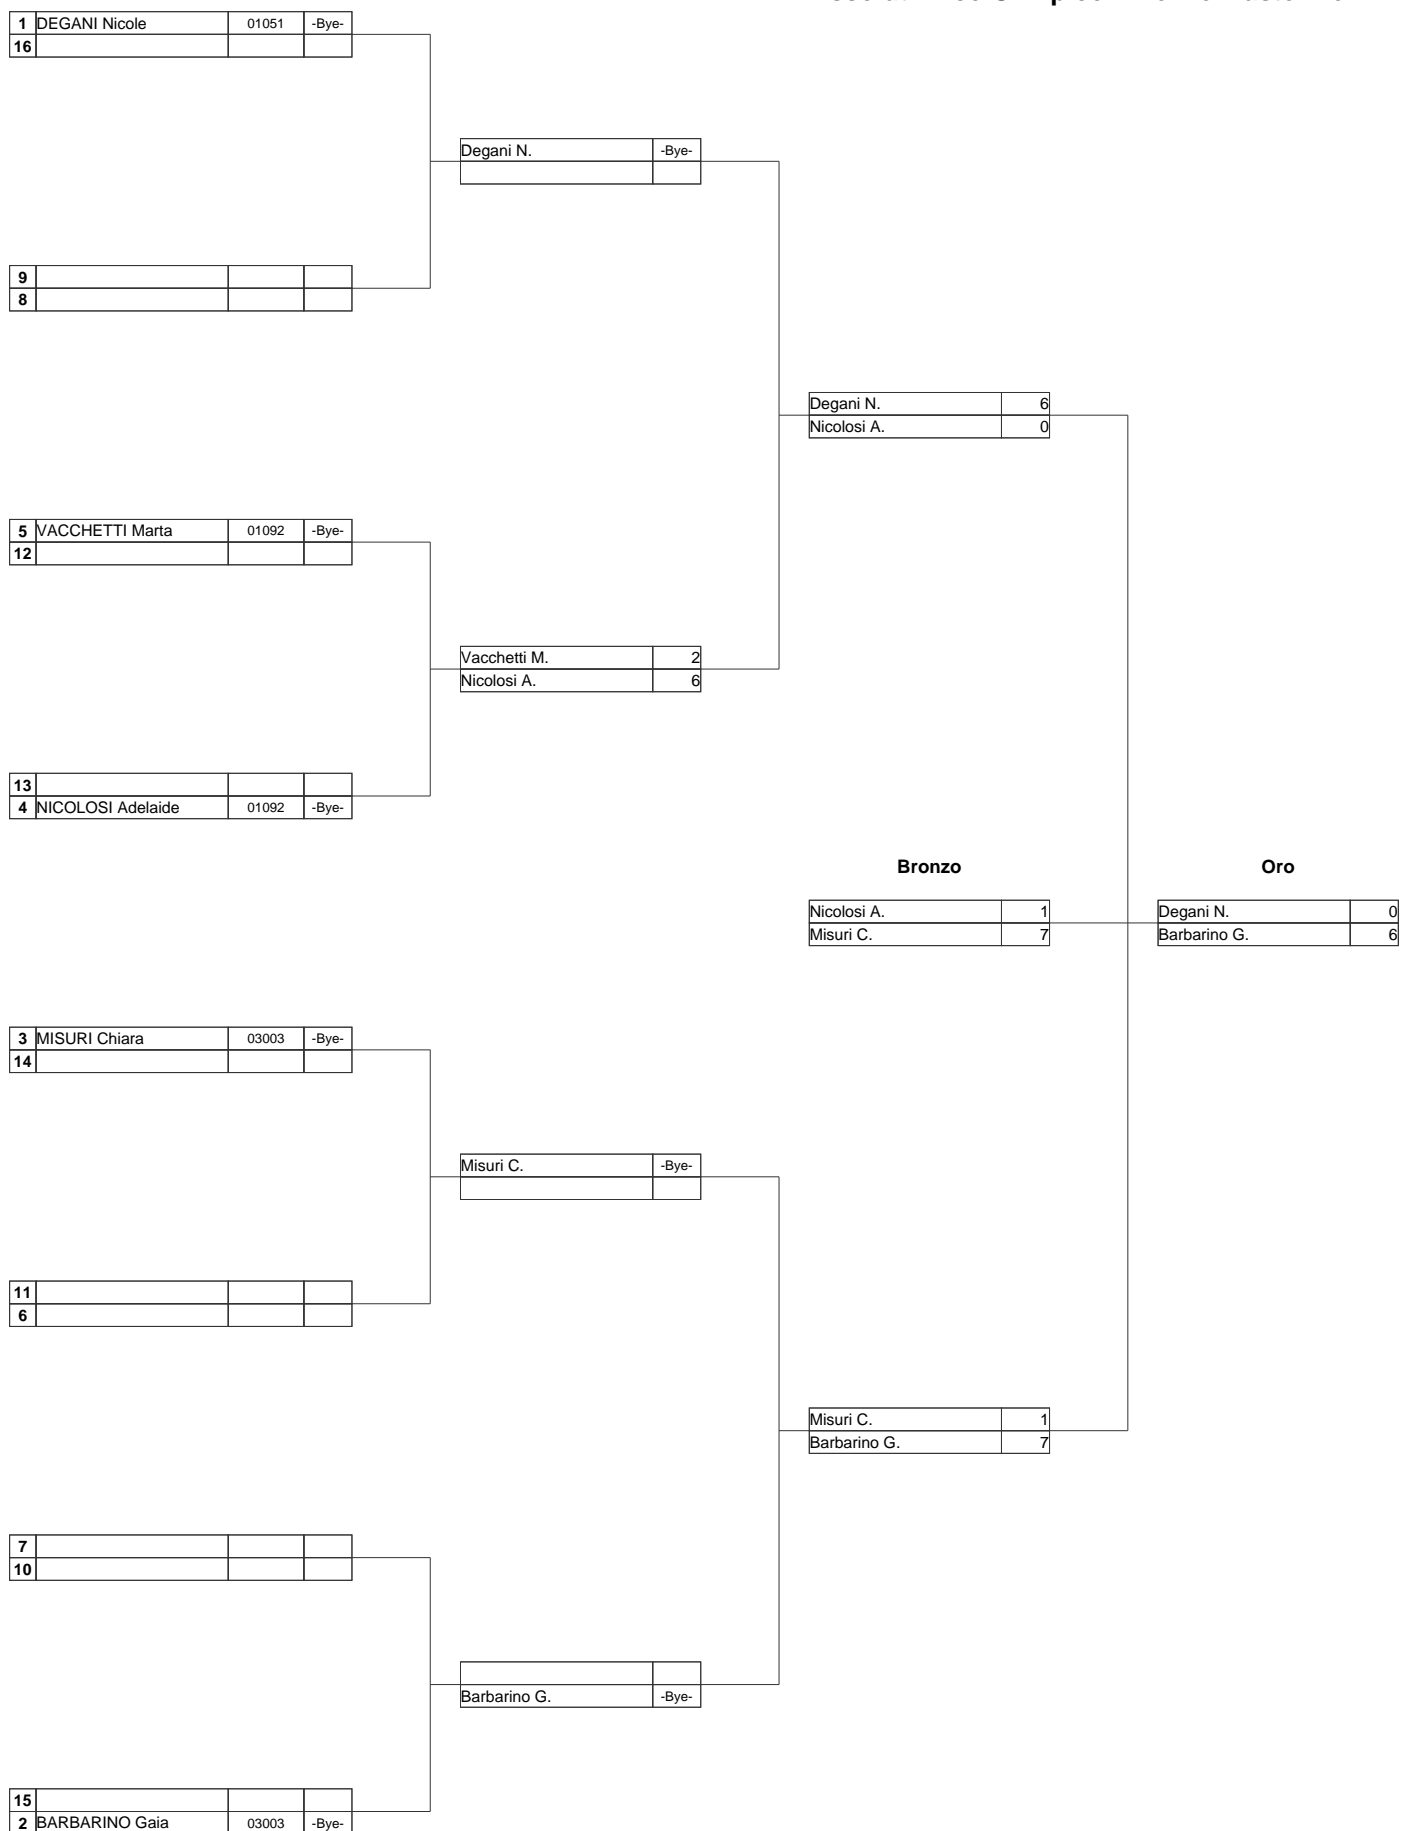 1 DEGANI Nicole 01051 -Bye-
16
Degani N. -Bye-
9
8
Degani N. 6
Nicolosi A. 0
5 VACCHETTI Marta 01092 -Bye-
12
Vacchetti M. 2
Nicolosi A. 6
13
4 NICOLOSI Adelaide 01092 -Bye-
Bronzo Oro
Nicolosi A. 1 Degani N. 0
Misuri C. 7 Barbarino G. 6
3 MISURI Chiara 03003 -Bye-
14
Misuri C. -Bye-
11
6
Misuri C. 1
Barbarino G. 7
7
10
Barbarino G. -Bye-
15
2 BARBARINO Gaia 03003 -Bye-